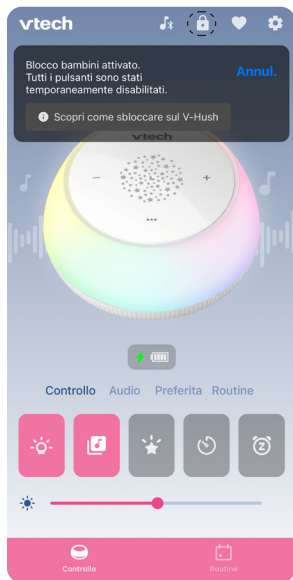 vtech
Blocco bambini attivato.
Tutti i pulsanti sono stati
temporaneamente disabilitati.
Annul.
Scopri come sbloccare sul V-Hush
vtech
Controllo Audio Preferita Routine
Controllo Routine